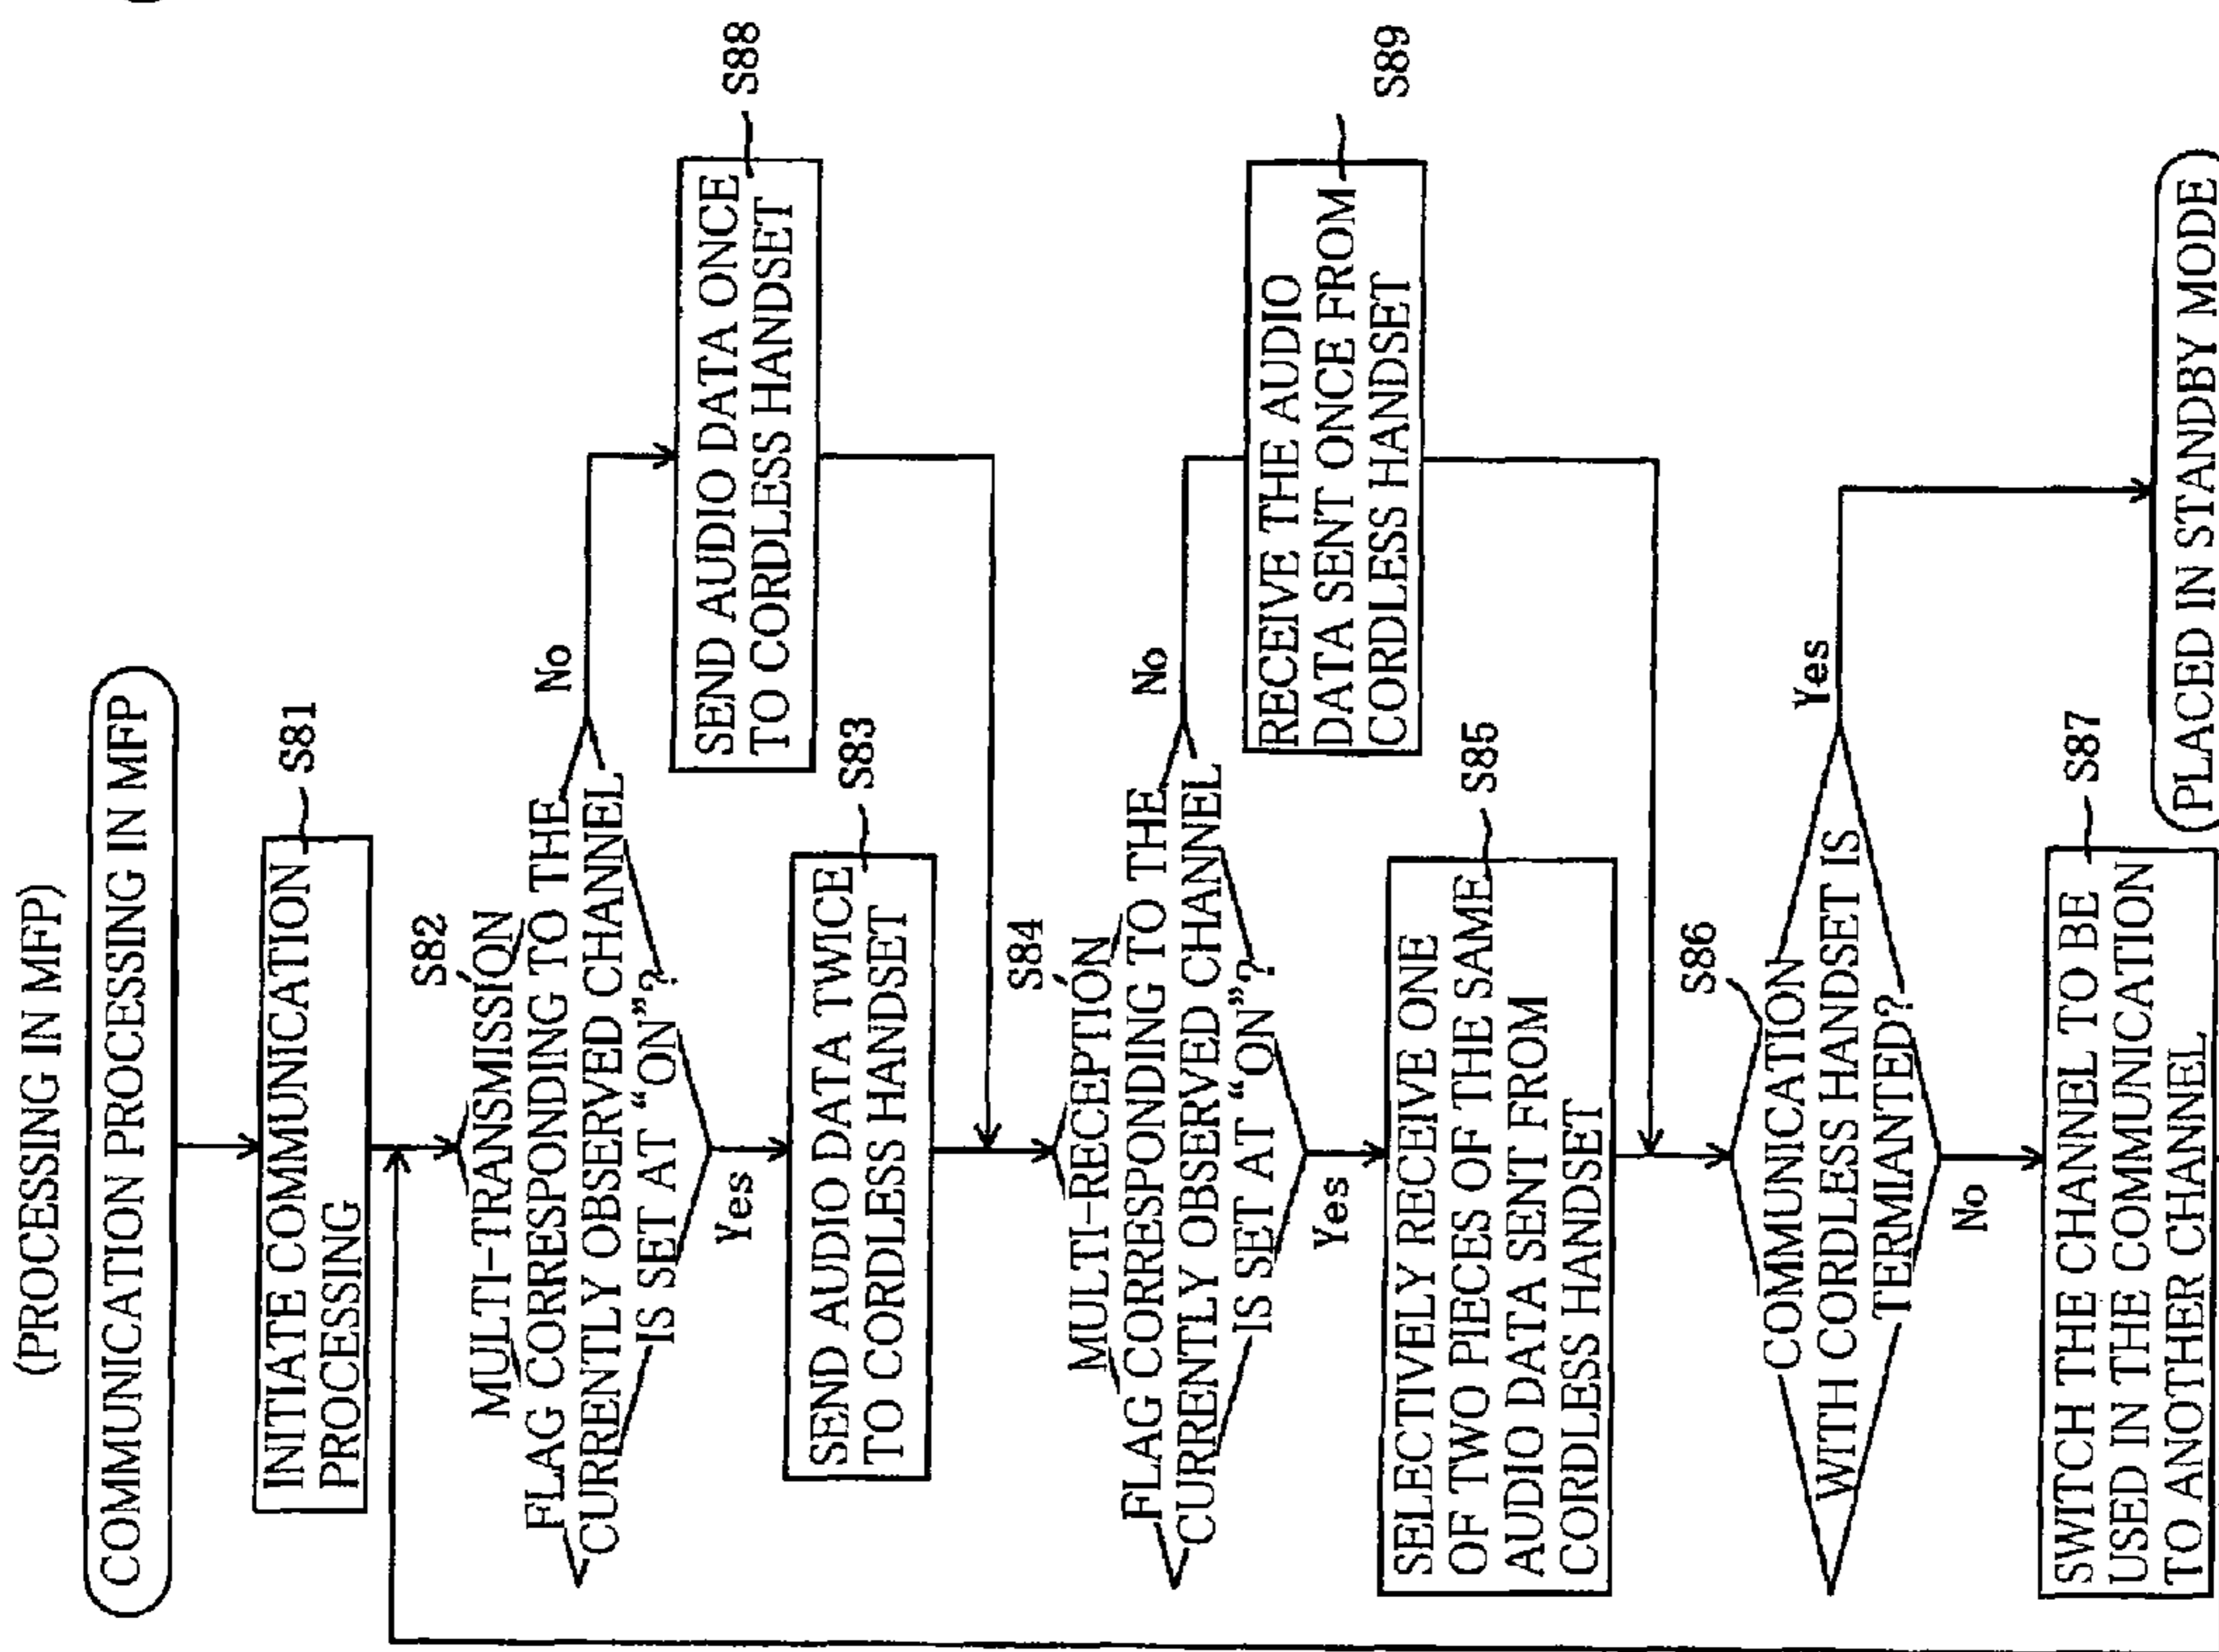 (PROCESSING IN MFP)
COMMUNICATION PROCESSING IN MFP
S81
INITIATE COMMUNICATION
PROCESSING
S82
MULTI-TRANSMISSION
FLAG CORRESPONDING TO THE
CURRENTLY OBSERVED CHANNEL
IS SET AT “ON”?
No
Yes
S88
SEND AUDIO DATA ONCE
TO CORDLESS HANDSET
S83
SEND AUDIO DATA TWICE
TO CORDLESS HANDSET
S84
MULTI-RECEPTION
FLAG CORRESPONDING TO THE
CURRENTLY OBSERVED CHANNEL
IS SET AT “ON”?
No
Yes
S89
RECEIVE THE AUDIO
DATA SENT ONCE FROM
CORDLESS HANDSET
S85
SELECTIVELY RECEIVE ONE
OF TWO PIECES OF THE SAME
AUDIO DATA SENT FROM
CORDLESS HANDSET
S86
COMMUNICATION
WITH CORDLESS HANDSET IS
TERMIANTED?
Yes
No
S87
SWITCH THE CHANNEL TO BE
USED IN THE COMMUNICATION
TO ANOTHER CHANNEL
(PLACED IN STANDBY MODE)